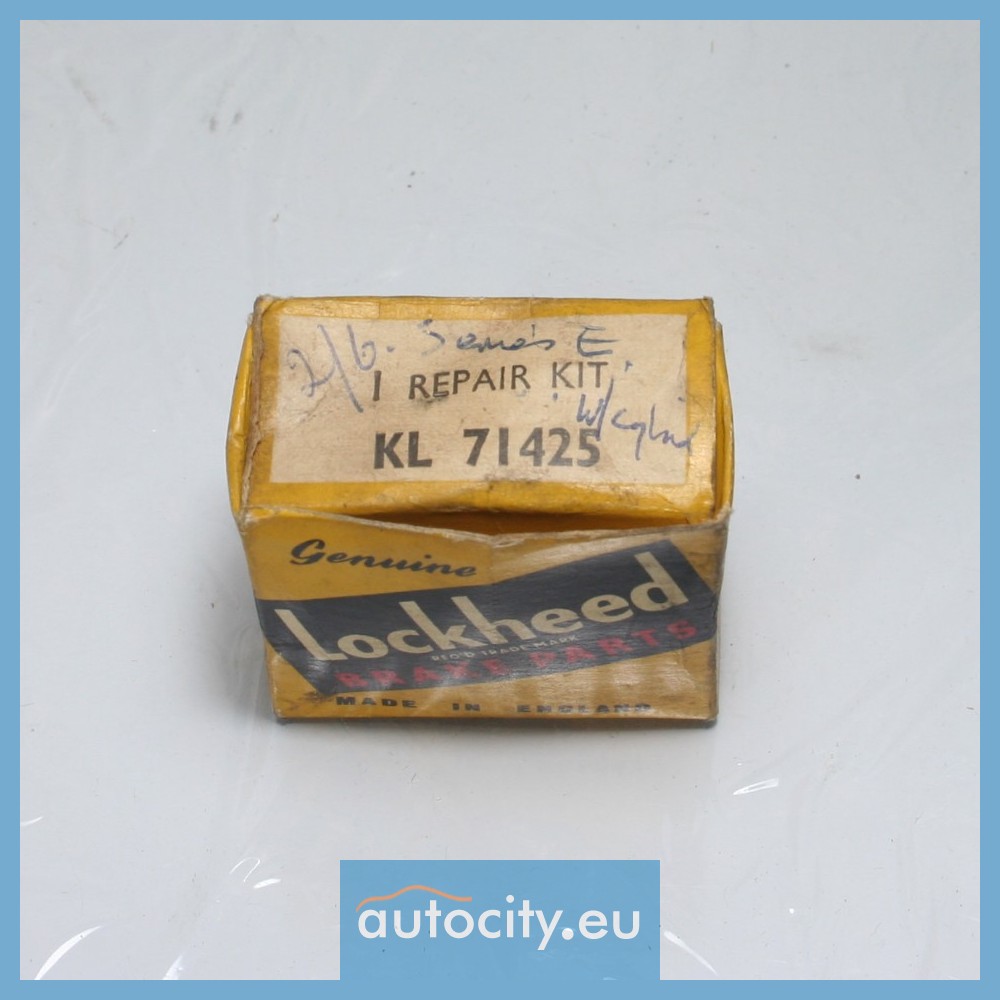 2/6. Series E
1 REPAIR KIT
W/cylind
KL 71425
Genuine
Lockheed
REG'D TRADE MARK
BRAKE PARTS
MADE IN ENGLAND
autocity.eu